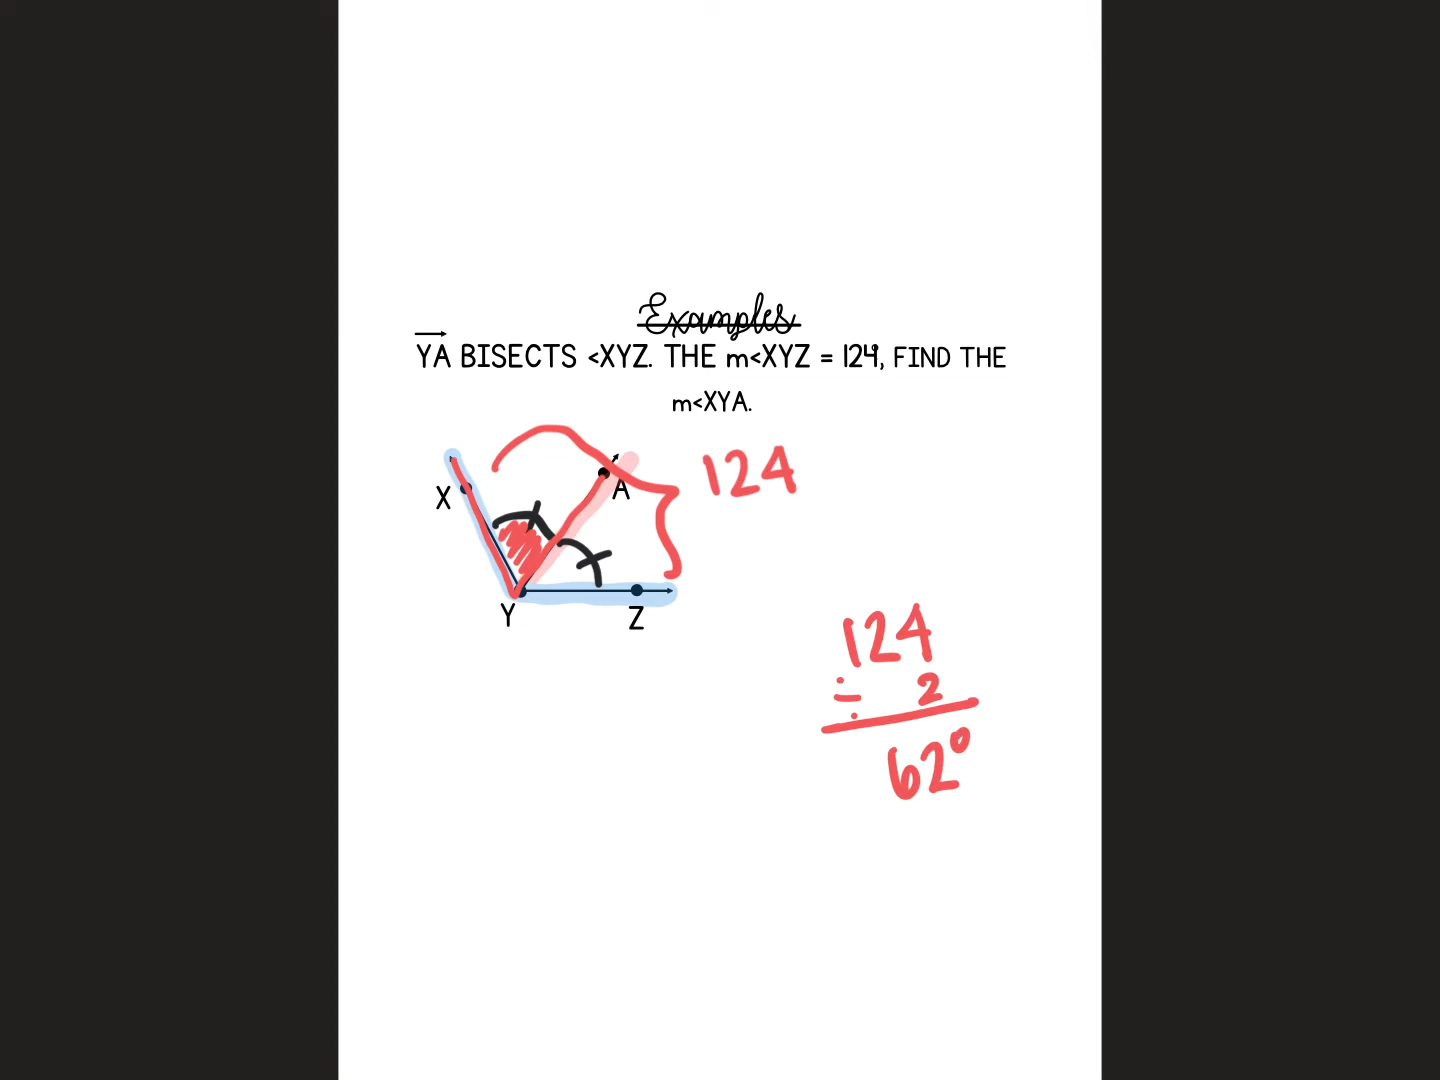 Examples
YA BISECTS <XYZ. THE m<XYZ = 124, FIND THE
m<XYA.
X
A
124
Y
Z
124
÷ 2
62°